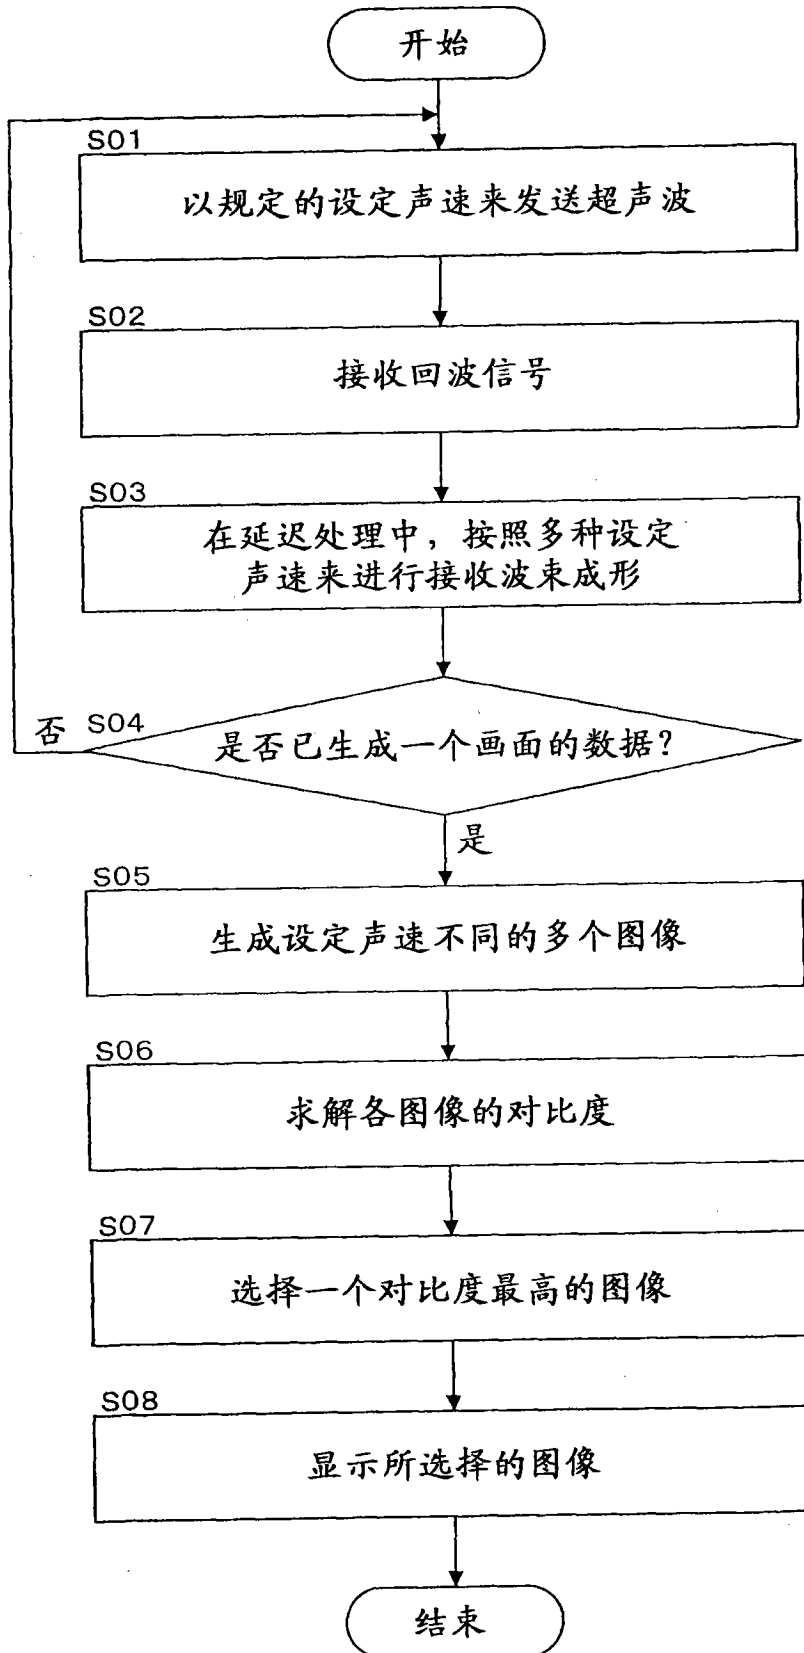 开始
S01
以规定的设定声速来发送超声波
S02
接收回波信号
S03
在延迟处理中，按照多种设定
声速来进行接收波束成形
否
S04
是否已生成一个画面的数据？
是
S05
生成设定声速不同的多个图像
S06
求解各图像的对比度
S07
选择一个对比度最高的图像
S08
显示所选择的图像
结束